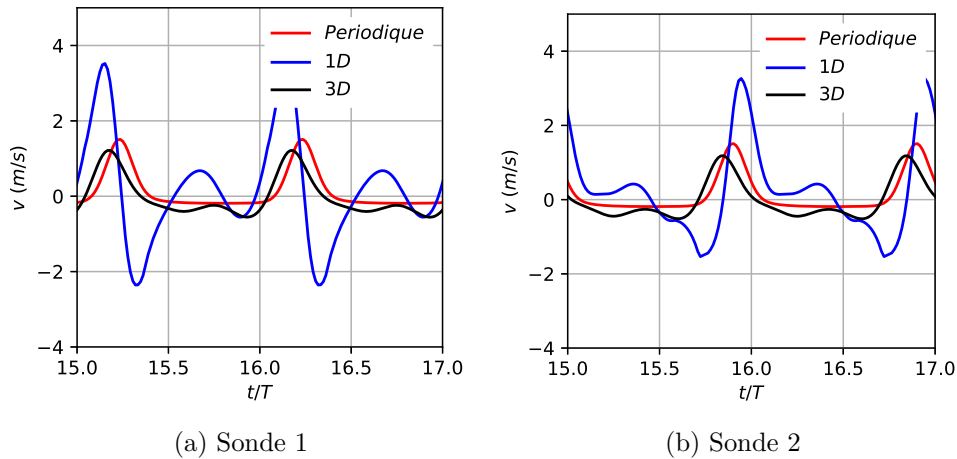 Periodique
1D
3D
4
2
0
−2
−4
v (m/s)
15.0 15.5 16.0 16.5 17.0
t/T
(a) Sonde 1
Periodique
1D
3D
4
2
0
−2
−4
v (m/s)
15.0 15.5 16.0 16.5 17.0
t/T
(b) Sonde 2